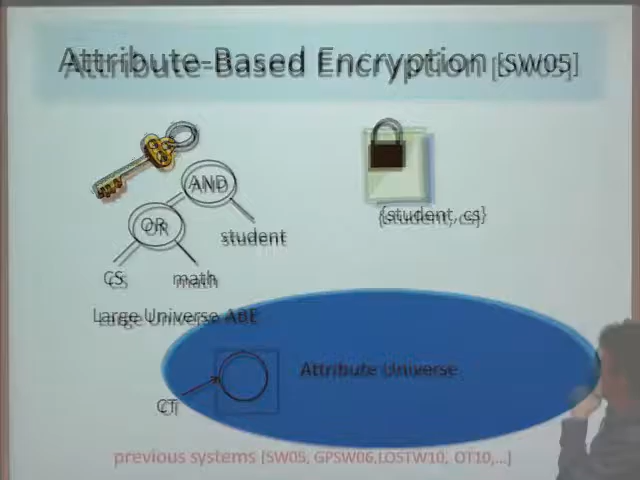 Attribute-Based Encryption [SW05]
AND
OR
student
CS
math
{student, cs}
Large Universe ABE
Attribute Universe
CT
previous systems [SW05, GPSW06,LOSTW10, OT10,...]